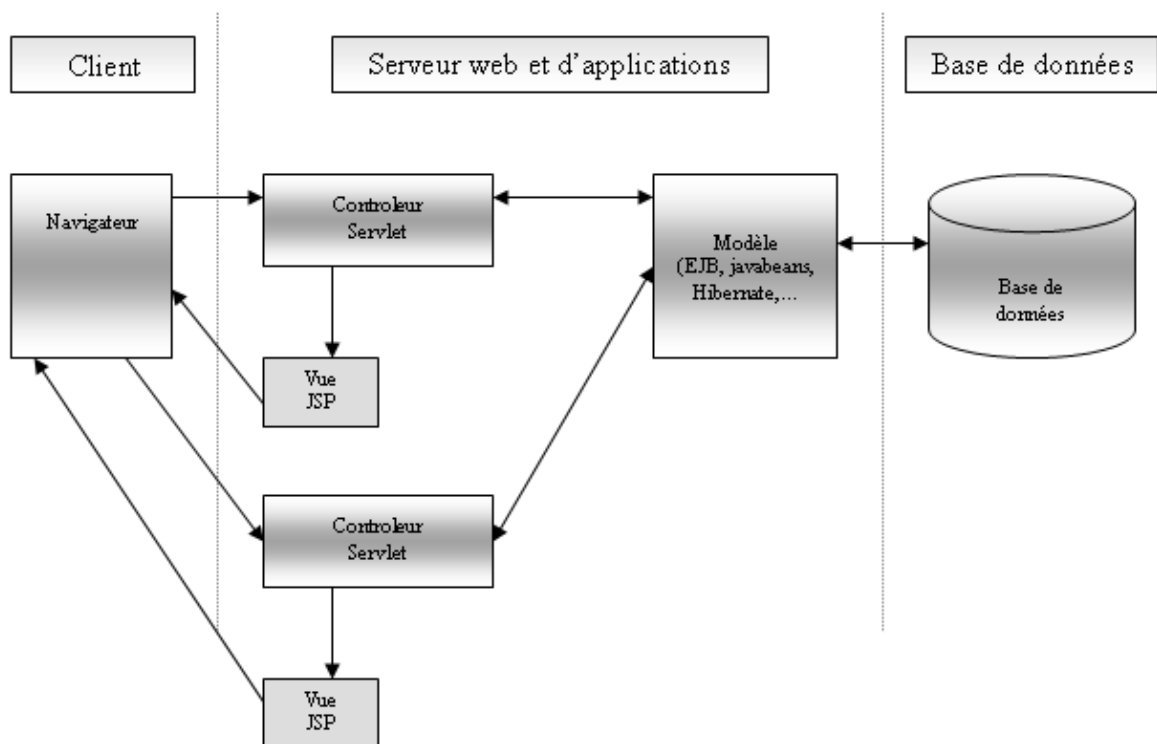 Client
Serveur web et d'applications
Base de données
Navigateur
Controleur
Servlet
Modèle
(EJB, javabeans,
Hibernate,...
Base de
données
Vue
JSP
Controleur
Servlet
Vue
JSP